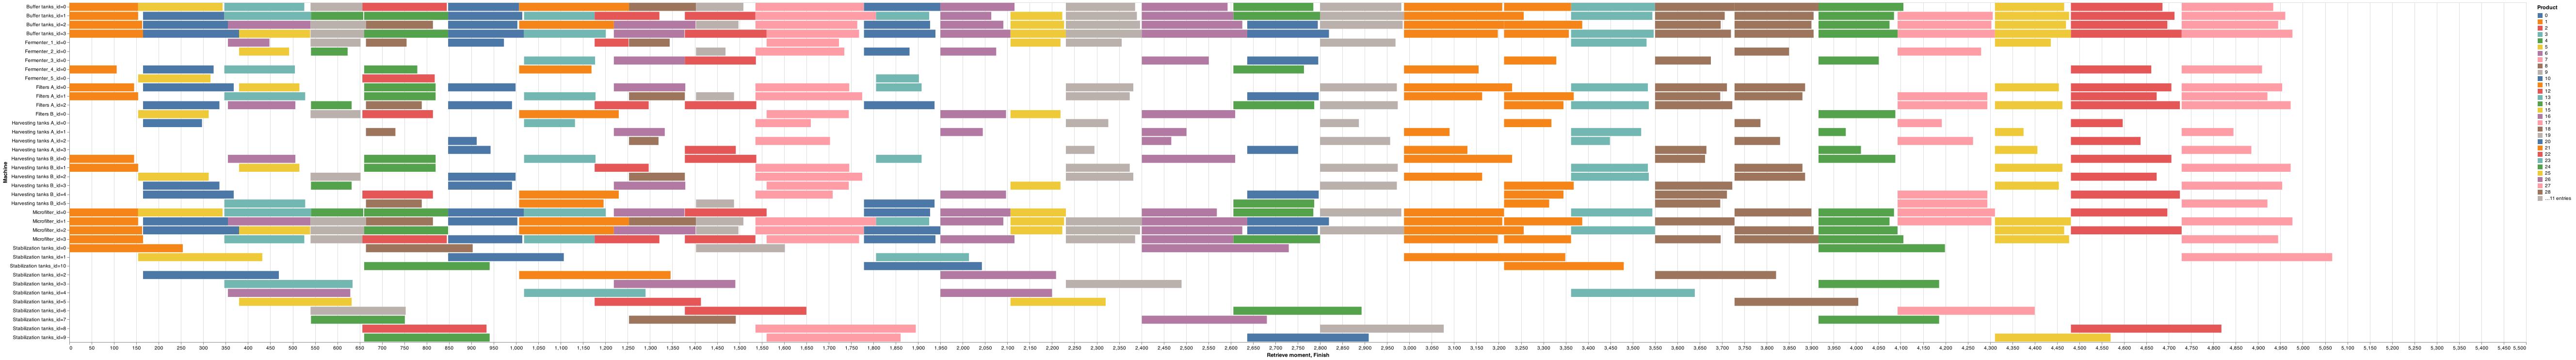 Buffer tanks_id=0
Buffer tanks_id=1
Buffer tanks_id=2
Buffer tanks_id=3
Fermenter_1_id=0
Fermenter_2_id=0
Fermenter_3_id=0
Fermenter_4_id=0
Fermenter_5_id=0
Filters A_id=0
Filters A_id=1
Filters A_id=2
Filters B_id=0
Harvesting tanks A_id=0
Harvesting tanks A_id=1
Harvesting tanks A_id=2
Harvesting tanks A_id=3
Harvesting tanks B_id=0
Harvesting tanks B_id=1
Harvesting tanks B_id=2
Harvesting tanks B_id=3
Harvesting tanks B_id=4
Harvesting tanks B_id=5
Microfilter_id=0
Microfilter_id=1
Microfilter_id=2
Microfilter_id=3
Stabilization tanks_id=0
Stabilization tanks_id=1
Stabilization tanks_id=10
Stabilization tanks_id=2
Stabilization tanks_id=3
Stabilization tanks_id=4
Stabilization tanks_id=5
Stabilization tanks_id=6
Stabilization tanks_id=7
Stabilization tanks_id=8
Stabilization tanks_id=9
Machine
0 50 100 150 200 250 300 350 400 450 500 550 600 650 700 750 800 850 900 950 1,000 1,050 1,100 1,150 1,200 1,250 1,300 1,350 1,400 1,450 1,500 1,550 1,600 1,650 1,700 1,750 1,800 1,850 1,900 1,950 2,000 2,050 2,100 2,150 2,200 2,250 2,300 2,350 2,400 2,450 2,500 2,550 2,600 2,650 2,700 2,750 2,800 2,850 2,900 2,950 3,000 3,050 3,100 3,150 3,200 3,250 3,300 3,350 3,400 3,450 3,500 3,550 3,600 3,650 3,700 3,750 3,800 3,850 3,900 3,950 4,000 4,050 4,100 4,150 4,200 4,250 4,300 4,350 4,400 4,450 4,500 4,550 4,600 4,650 4,700 4,750 4,800 4,850 4,900 4,950 5,000 5,050 5,100 5,150 5,200 5,250 5,300 5,350 5,400 5,450 5,500
Retrieve moment, Finish
Product
0
1
2
3
4
5
6
7
8
9
10
11
12
13
14
15
16
17
18
19
20
21
22
23
24
25
26
27
28
…11 entries